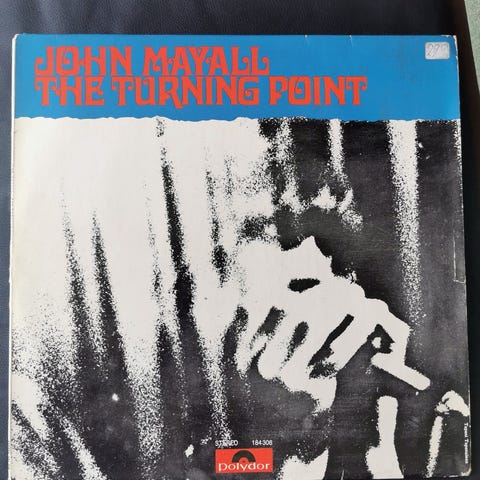 JOHN MAYALL
THE TURNING POINT
STEREO 184 308
Polydor